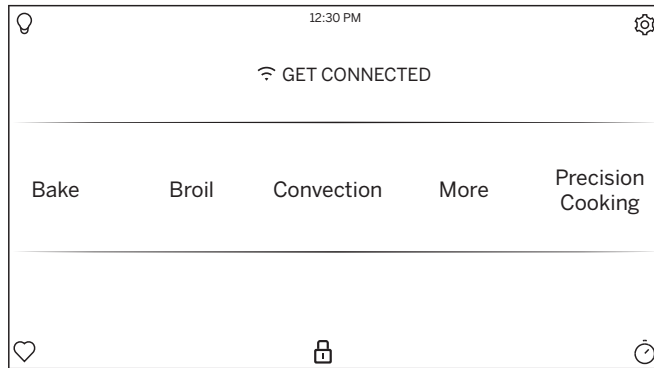 12:30 PM
GET CONNECTED
Bake Broil Convection More Precision
Cooking